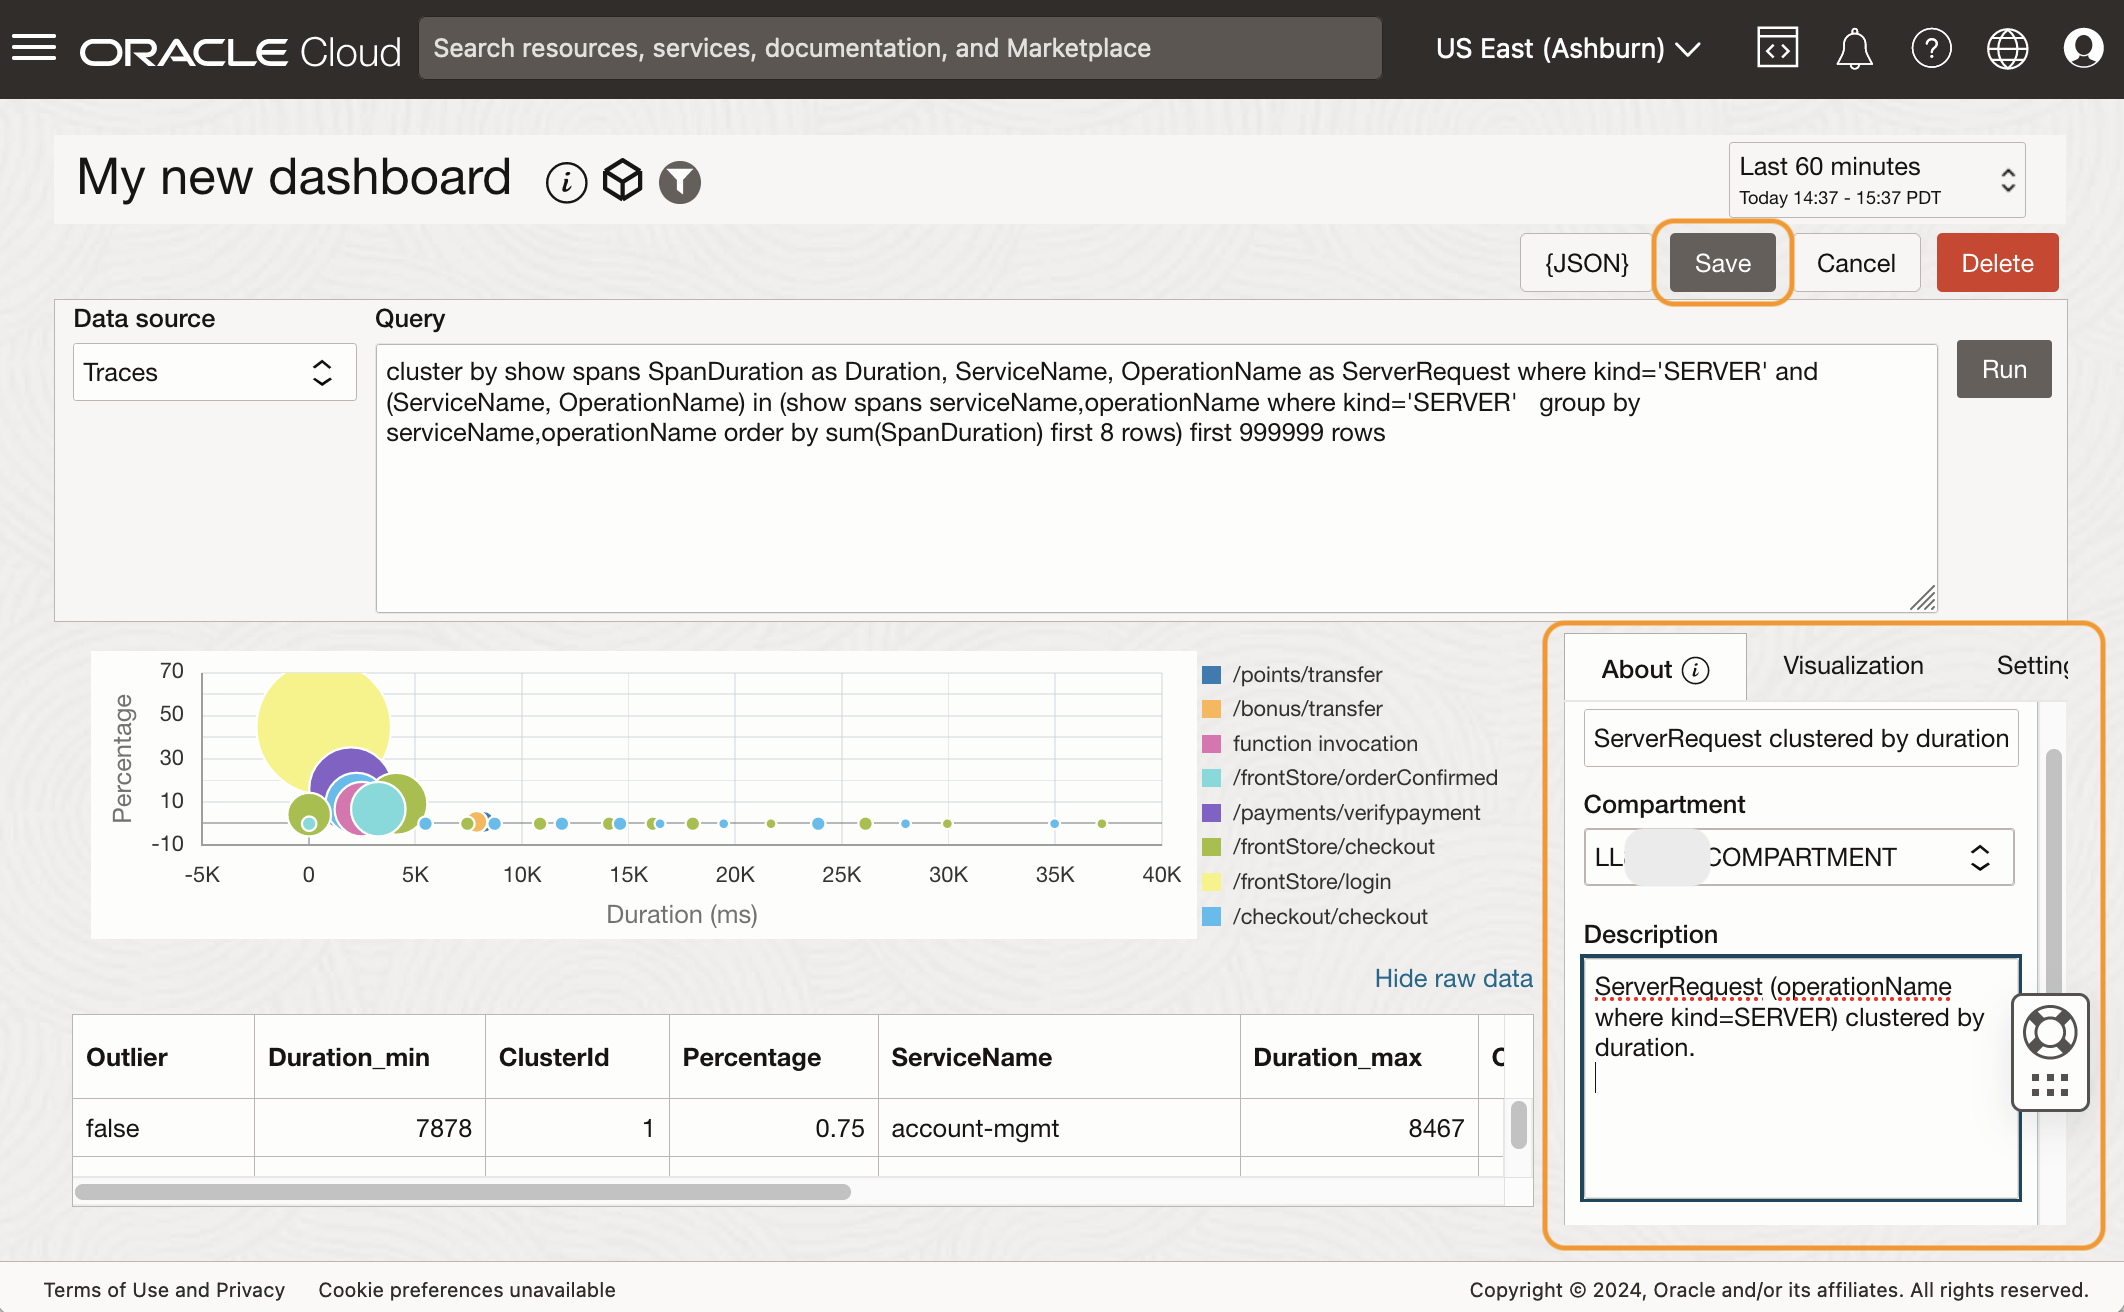 ORACLE Cloud
Search resources, services, documentation, and Marketplace
US East (Ashburn)
My new dashboard
Last 60 minutes
Today 14:37 - 15:37 PDT
{JSON}
Save
Cancel
Delete
Data source
Query
Traces
cluster by show spans SpanDuration as Duration, ServiceName, OperationName as ServerRequest where kind='SERVER' and
(ServiceName, OperationName) in (show spans serviceName,operationName where kind='SERVER'   group by
serviceName,operationName order by sum(SpanDuration) first 8 rows) first 999999 rows
Run
Percentage
70
50
30
10
-10
-5K
0
5K
10K
15K
20K
25K
30K
35K
40K
Duration (ms)
/points/transfer
/bonus/transfer
function invocation
/frontStore/orderConfirmed
/payments/verifypayment
/frontStore/checkout
/frontStore/login
/checkout/checkout
About
Visualization
Setting
ServerRequest clustered by duration
Compartment
LL COMPARTMENT
Description
ServerRequest (operationName
where kind=SERVER) clustered by
duration.
Hide raw data
Outlier
Duration_min
ClusterId
Percentage
ServiceName
Duration_max
false
7878
1
0.75
account-mgmt
8467
Terms of Use and Privacy
Cookie preferences unavailable
Copyright © 2024, Oracle and/or its affiliates. All rights reserved.